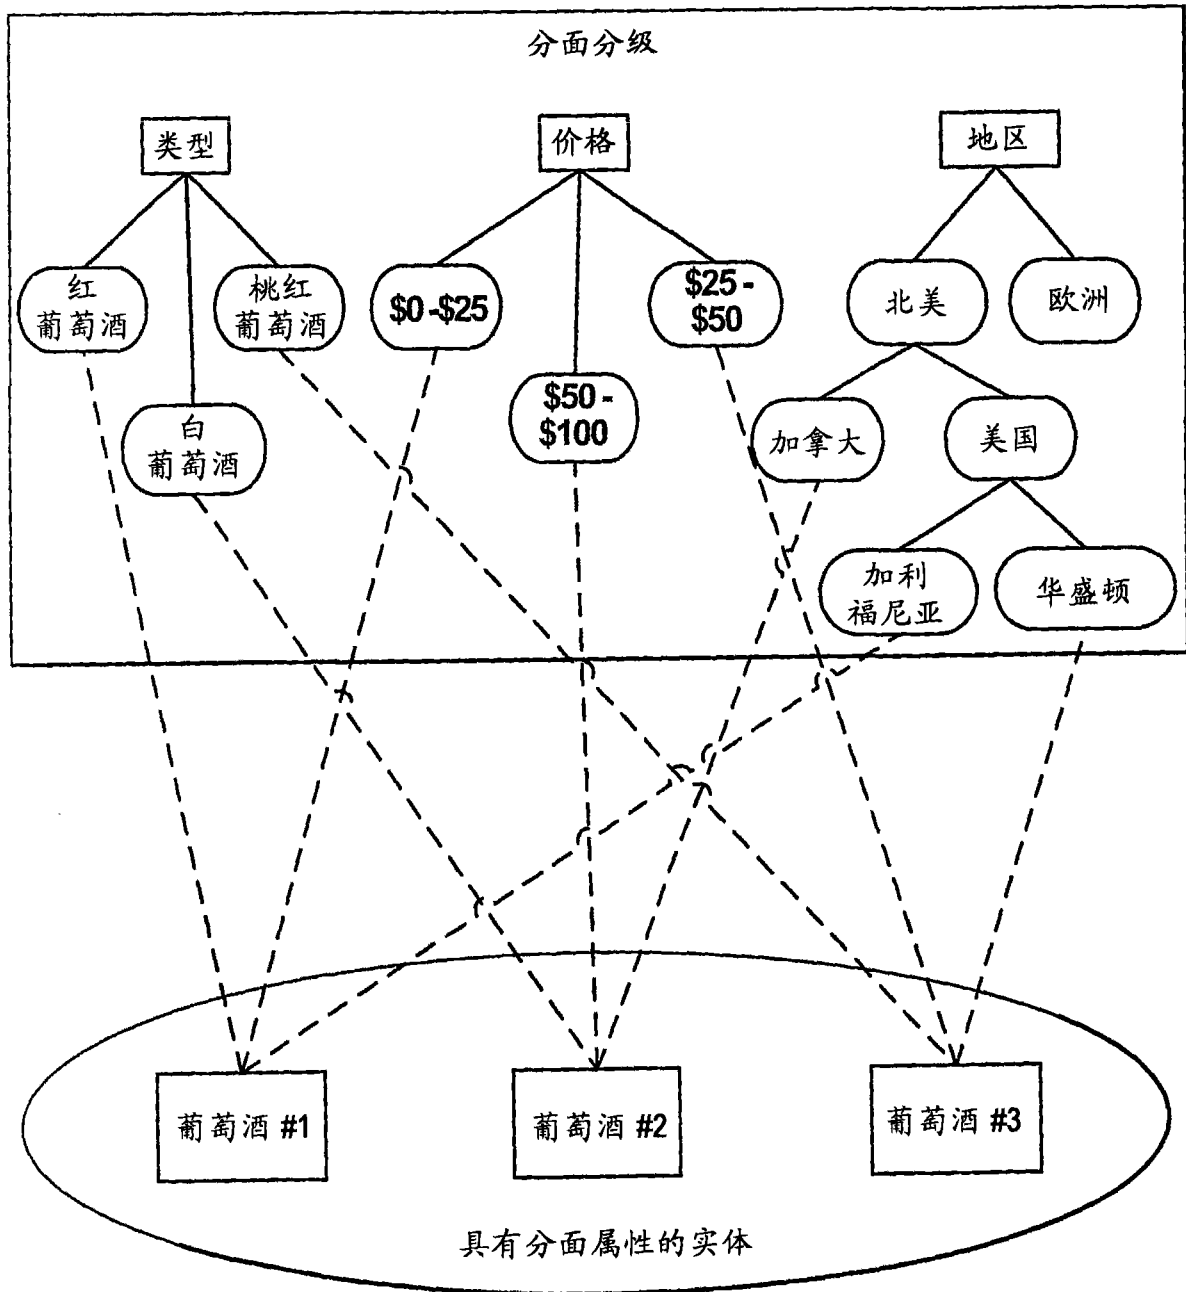 分面分级
类型
价格
地区
红
葡萄酒
桃红
葡萄酒
$0-$25
$25-
$50
北美
欧洲
白
葡萄酒
$50-
$100
加拿大
美国
加利
福尼亚
华盛顿
葡萄酒 #1
葡萄酒 #2
葡萄酒 #3
具有分面属性的实体